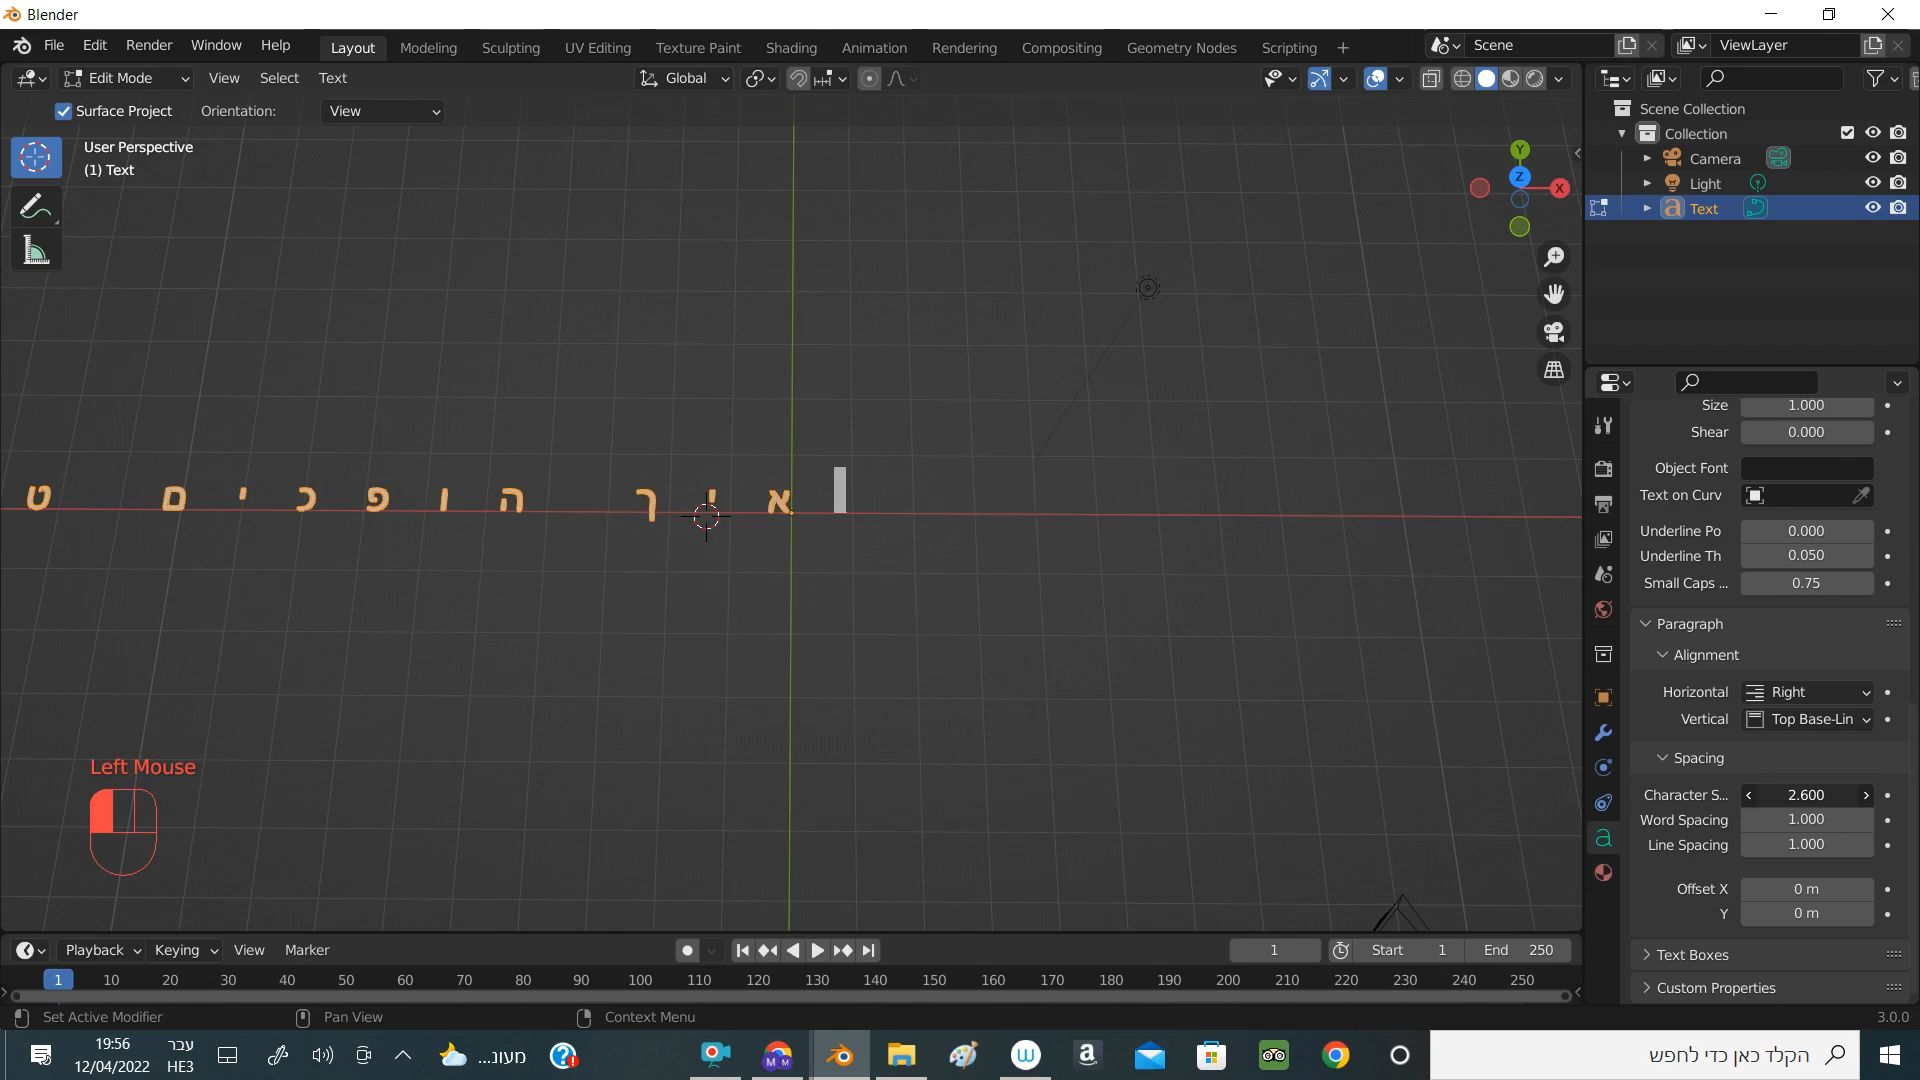 Blender
File Edit Render Window Help Layout Modeling Sculpting UV Editing Texture Paint Shading Animation Rendering Compositing Geometry Nodes Scripting + Scene ViewLayer
Edit Mode View Select Text Global
Surface Project Orientation: View
User Perspective
(1) Text
Y
Z
X
איך הופכים ט
Left Mouse
Scene Collection
Collection
Camera
Light
Text
Size 1.000
Shear 0.000
Object Font
Text on Curv
Underline Po 0.000
Underline Th 0.050
Small Caps ... 0.75
Paragraph
Alignment
Horizontal Right
Vertical Top Base-Lin
Spacing
Character S... 2.600
Word Spacing 1.000
Line Spacing 1.000
Offset X 0 m
Y 0 m
Text Boxes
Custom Properties
Playback Keying View Marker 1 Start 1 End 250
1 10 20 30 40 50 60 70 80 90 100 110 120 130 140 150 160 170 180 190 200 210 220 230 240 250
Set Active Modifier Pan View Context Menu 3.0.0
19:56
12/04/2022
עבר
HE3
מעונ...
הקלד כאן כדי לחפש